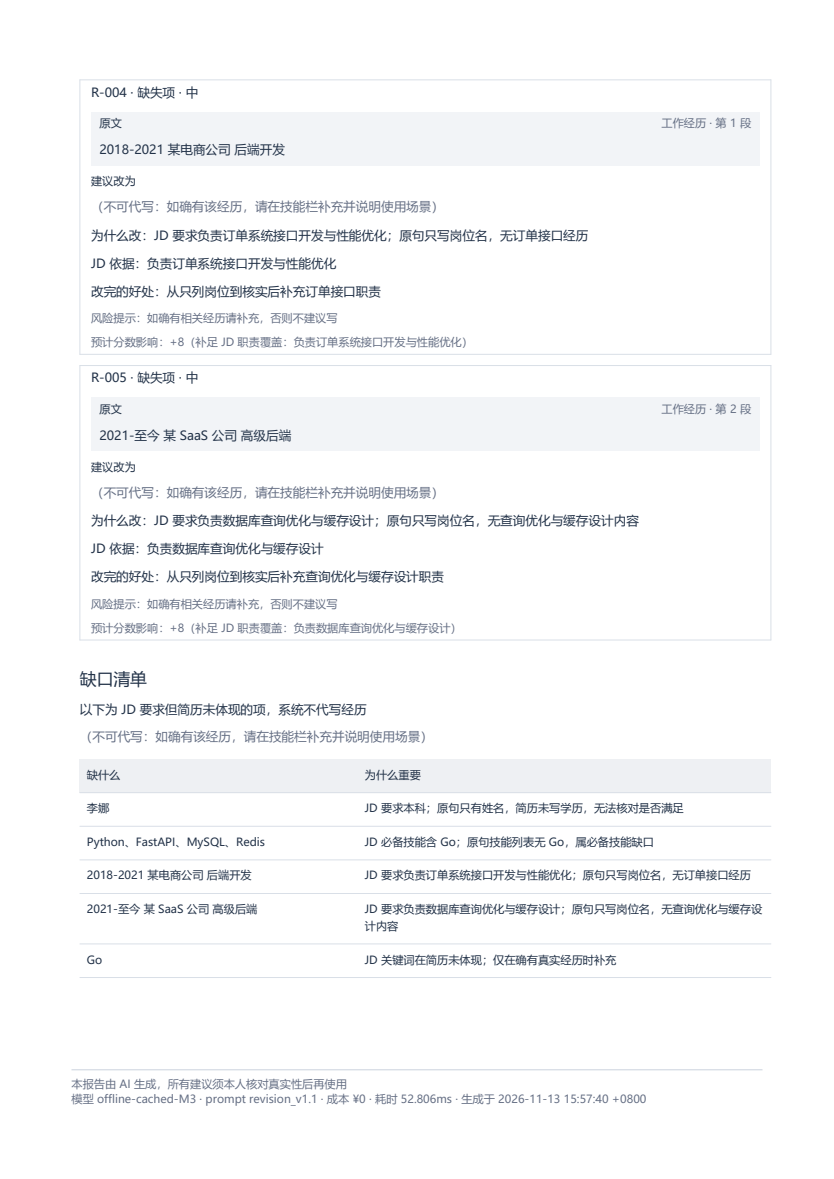 R-004 · 缺失项 · 中
原文 工作经历 · 第 1 段
2018-2021 某电商公司 后端开发
建议改为
（不可代写：如确有该经历，请在技能栏补充并说明使用场景）
为什么改：JD 要求负责订单系统接口开发与性能优化；原句只写岗位名，无订单接口经历
JD 依据：负责订单系统接口开发与性能优化
改完的好处：从只列岗位到核实后补充订单接口职责
风险提示：如确有相关经历请补充，否则不建议写
预计分数影响：+8（补足 JD 职责覆盖：负责订单系统接口开发与性能优化）
R-005 · 缺失项 · 中
原文 工作经历 · 第 2 段
2021-至今 某 SaaS 公司 高级后端
建议改为
（不可代写：如确有该经历，请在技能栏补充并说明使用场景）
为什么改：JD 要求负责数据库查询优化与缓存设计；原句只写岗位名，无查询优化与缓存设计内容
JD 依据：负责数据库查询优化与缓存设计
改完的好处：从只列岗位到核实后补充查询优化与缓存设计职责
风险提示：如确有相关经历请补充，否则不建议写
预计分数影响：+8（补足 JD 职责覆盖：负责数据库查询优化与缓存设计）
缺口清单
以下为 JD 要求但简历未体现的项，系统不代写经历
（不可代写：如确有该经历，请在技能栏补充并说明使用场景）
缺什么 为什么重要
李娜 JD 要求本科；原句只有姓名，简历未写学历，无法核对是否满足
Python、FastAPI、MySQL、Redis JD 必备技能含 Go；原句技能列表无 Go，属必备技能缺口
2018-2021 某电商公司 后端开发 JD 要求负责订单系统接口开发与性能优化；原句只写岗位名，无订单接口经历
2021-至今 某 SaaS 公司 高级后端 JD 要求负责数据库查询优化与缓存设计；原句只写岗位名，无查询优化与缓存设
计内容
Go JD 关键词在简历未体现；仅在确有真实经历时补充
本报告由 AI 生成，所有建议须本人核对真实性后再使用
模型 offline-cached-M3 · prompt revision_v1.1 · 成本 ¥0 · 耗时 52.806ms · 生成于 2026-11-13 15:57:40 +0800